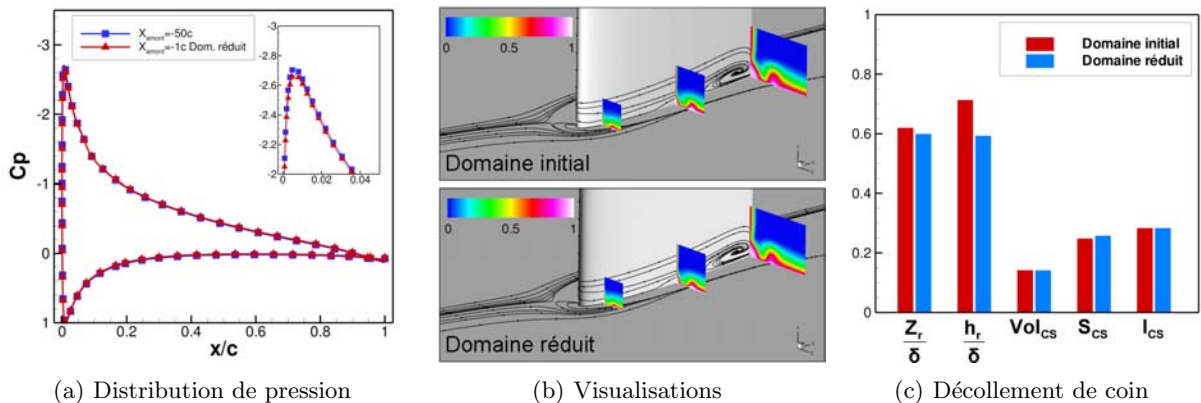 X_amont=-50c
X_amont=-1c Dom. réduit
-3
-2.8
-2.6
-2.4
-2.2
-2
0
0.02
0.04
-3
-2
-1
0
1
Cp
0
0.2
0.4
0.6
0.8
1
x/c
(a) Distribution de pression
0
0.5
1
Domaine initial
0
0.5
1
Domaine réduit
(b) Visualisations
Domaine initial
Domaine réduit
1
0.8
0.6
0.4
0.2
0
Z_r/δ
h_r/δ
Vol_CS
S_CS
l_CS
(c) Décollement de coin